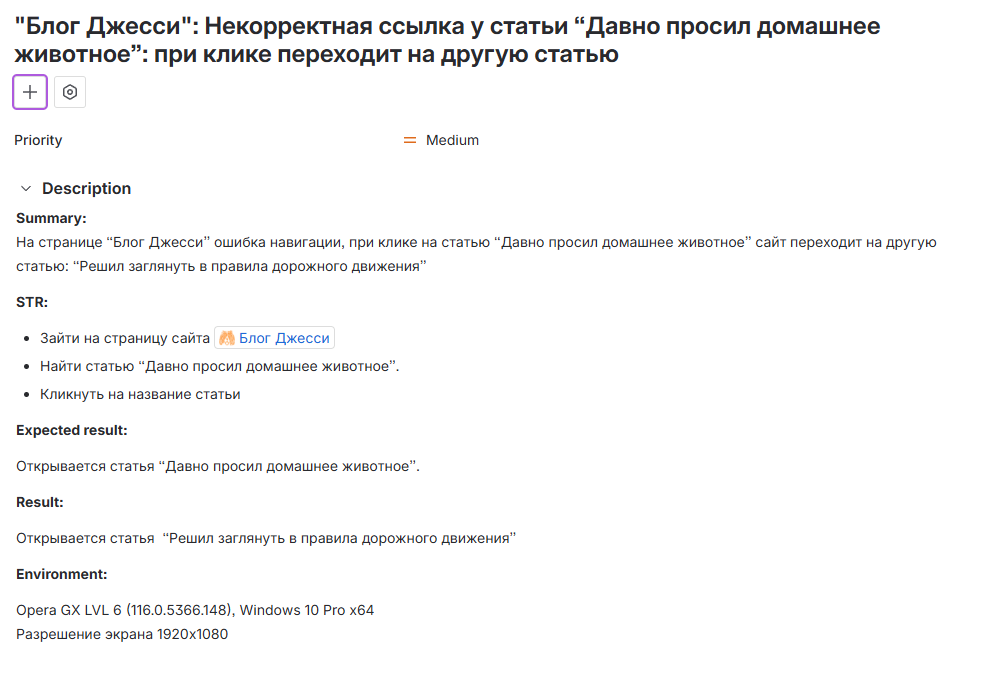 "Блог Джесси": Некорректная ссылка у статьи “Давно просил домашнее
животное”: при клике переходит на другую статью
Priority
Medium
Description
Summary:
На странице “Блог Джесси” ошибка навигации, при клике на статью “Давно просил домашнее животное” сайт переходит на другую
статью: “Решил заглянуть в правила дорожного движения”
STR:
Зайти на страницу сайта Блог Джесси
Найти статью “Давно просил домашнее животное”.
Кликнуть на название статьи
Expected result:
Открывается статья “Давно просил домашнее животное”.
Result:
Открывается статья “Решил заглянуть в правила дорожного движения”
Environment:
Opera GX LVL 6 (116.0.5366.148), Windows 10 Pro x64
Разрешение экрана 1920x1080